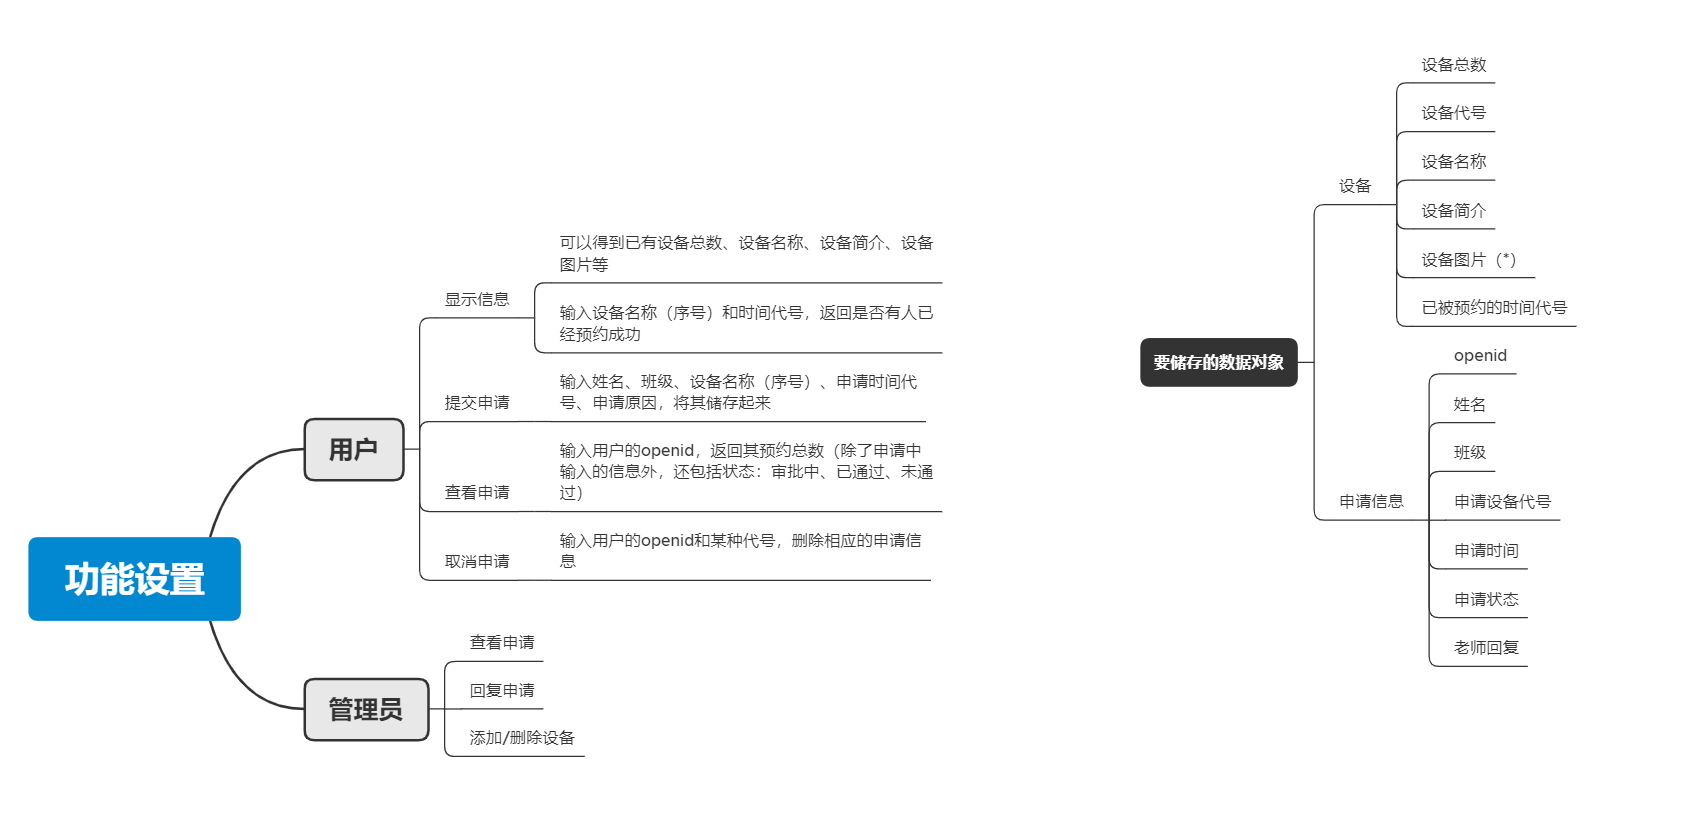 功能设置
用户
显示信息
可以得到已有设备总数、设备名称、设备简介、设备
图片等
输入设备名称（序号）和时间代号，返回是否有人已
经预约成功
提交申请
输入姓名、班级、设备名称（序号）、申请时间代
号、申请原因，将其储存起来
查看申请
输入用户的openid，返回其预约总数（除了申请中
输入的信息外，还包括状态：审批中、已通过、未通
过）
取消申请
输入用户的openid和某种代号，删除相应的申请信
息
管理员
查看申请
回复申请
添加/删除设备
要储存的数据对象
设备
设备总数
设备代号
设备名称
设备简介
设备图片（*）
已被预约的时间代号
申请信息
openid
姓名
班级
申请设备代号
申请时间
申请状态
老师回复